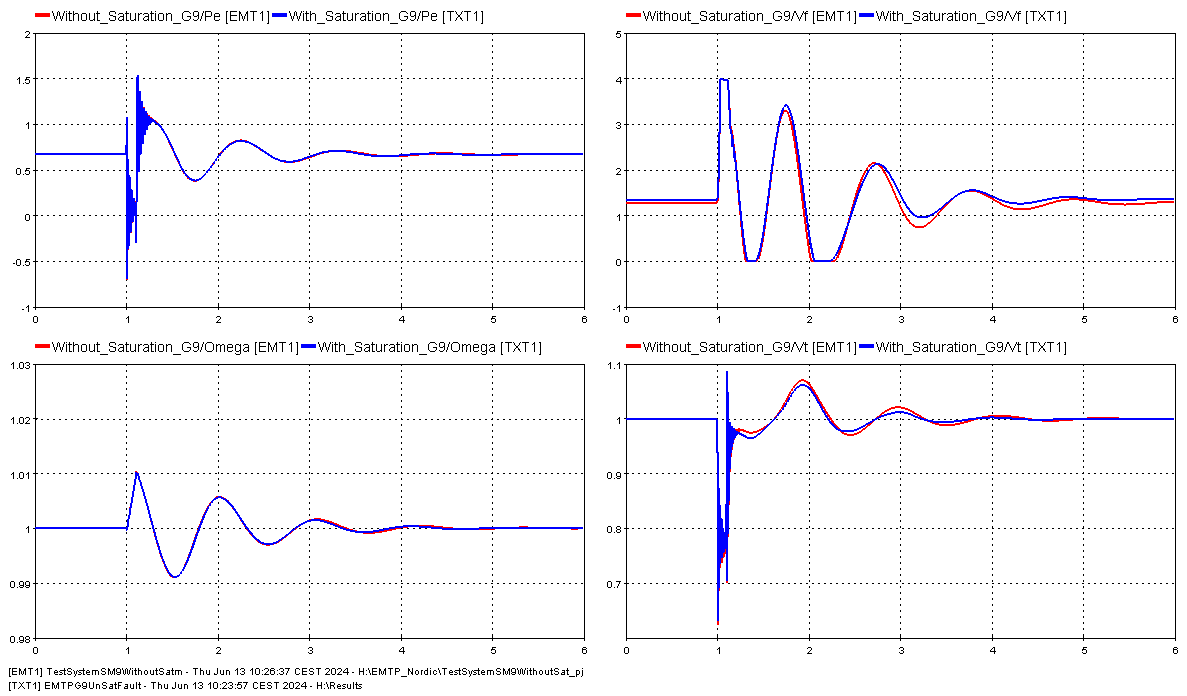 Without_Saturation_G9/Pe [EMT1] With_Saturation_G9/Pe [TXT1]
2
1.5
1
0.5
0
-0.5
-1
0 1 2 3 4 5 6
Without_Saturation_G9/Vf [EMT1] With_Saturation_G9/Vf [TXT1]
5
4
3
2
1
0
-1
0 1 2 3 4 5 6
Without_Saturation_G9/Omega [EMT1] With_Saturation_G9/Omega [TXT1]
1.03
1.02
1.01
1
0.99
0.98
0 1 2 3 4 5 6
Without_Saturation_G9/Vt [EMT1] With_Saturation_G9/Vt [TXT1]
1.1
1
0.9
0.8
0.7
0 1 2 3 4 5 6
[EMT1] TestSystemSM9WithoutSatm - Thu Jun 13 10:26:37 CEST 2024 - H:\EMTP_Nordic\TestSystemSM9WithoutSat_pj
[TXT1] EMTPG9UnSatFault - Thu Jun 13 10:23:57 CEST 2024 - H:\Results